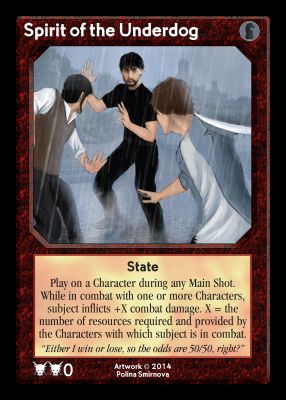 Spirit of the Underdog
State
Play on a Character during any Main Shot.
While in combat with one or more Characters,
subject inflicts +X combat damage. X = the
number of resources required and provided by
the Characters with which subject is in combat.
"Either I win or lose, so the odds are 50/50, right?"
Artwork © 2014
Polina Smirnova
0